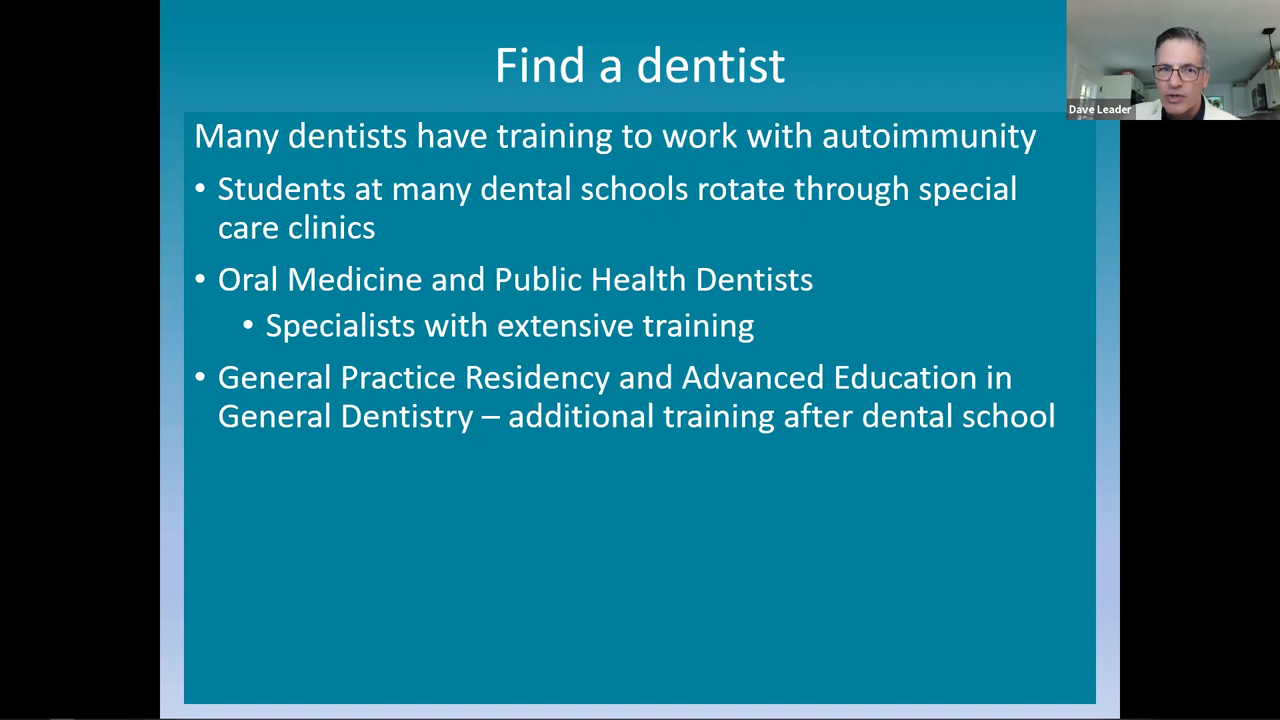 Find a dentist
Dave Leader
Many dentists have training to work with autoimmunity
• Students at many dental schools rotate through special
care clinics
• Oral Medicine and Public Health Dentists
• Specialists with extensive training
• General Practice Residency and Advanced Education in
General Dentistry – additional training after dental school